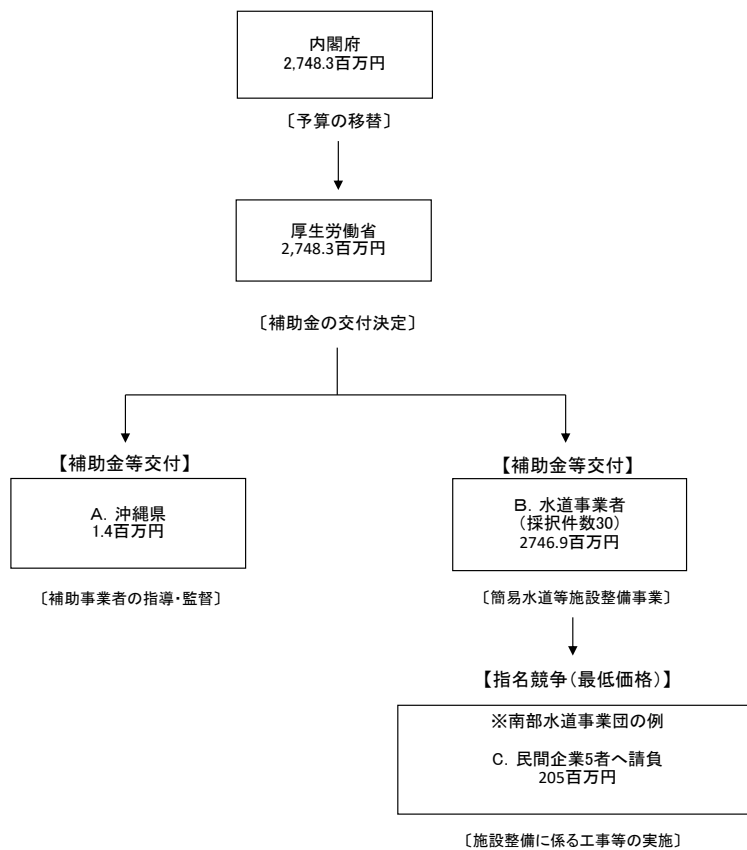 内閣府
2,748.3百万円
〔予算の移替〕
厚生労働省
2,748.3百万円
〔補助金の交付決定〕
【補助金等交付】
A. 沖縄県
1.4百万円
〔補助事業者の指導・監督〕
【補助金等交付】
B. 水道事業者
(採択件数30)
2746.9百万円
〔簡易水道等施設整備事業〕
【指名競争(最低価格)】
※南部水道事業団の例
C. 民間企業5者へ請負
205百万円
〔施設整備に係る工事等の実施〕